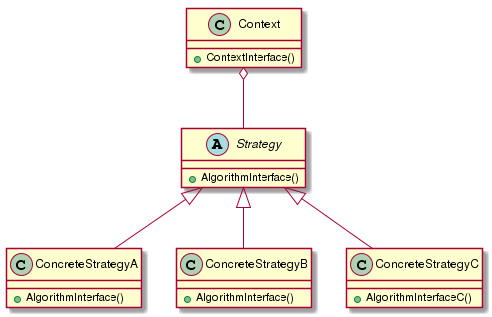 C Context
ContextInterface()
A Strategy
AlgorithmInterface()
C ConcreteStrategyA
AlgorithmInterface()
C ConcreteStrategyB
AlgorithmInterface()
C ConcreteStrategyC
AlgorithmInterfaceC()